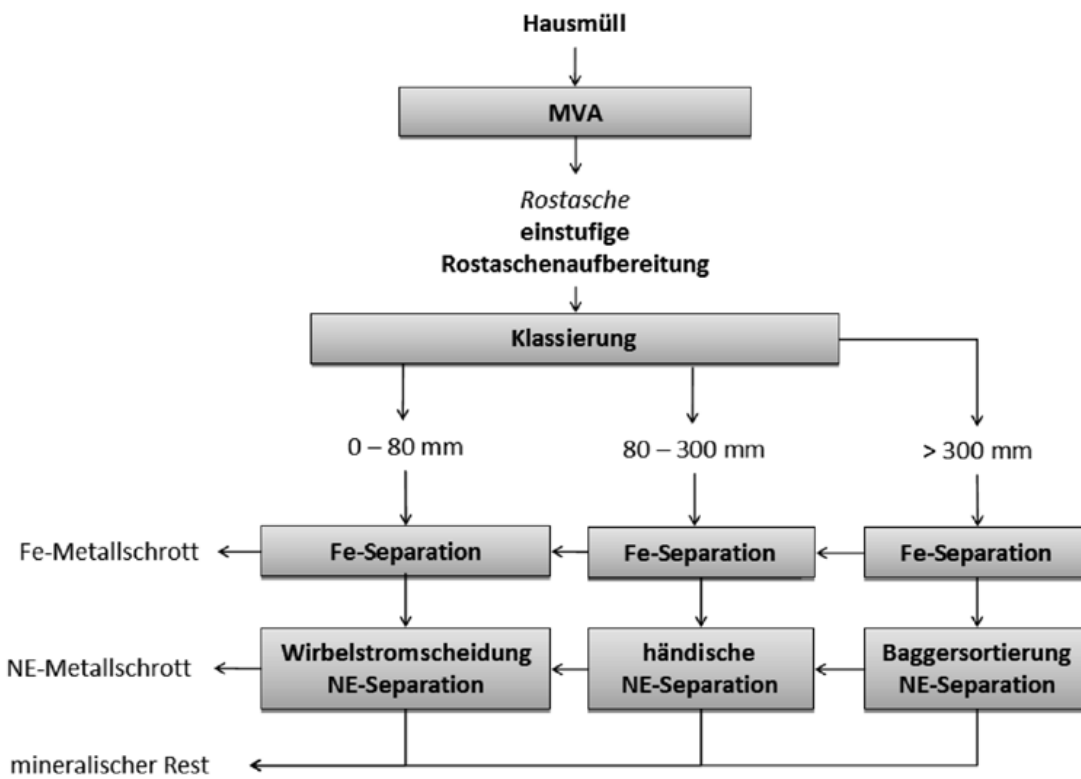 Hausmüll
MVA
Rostasche
einstufige
Rostaschenaufbereitung
Klassierung
0 – 80 mm
80 – 300 mm
> 300 mm
Fe-Metallschrott
Fe-Separation
Fe-Separation
Fe-Separation
NE-Metallschrott
Wirbelstromscheidung
NE-Separation
händische
NE-Separation
Baggersortierung
NE-Separation
mineralischer Rest